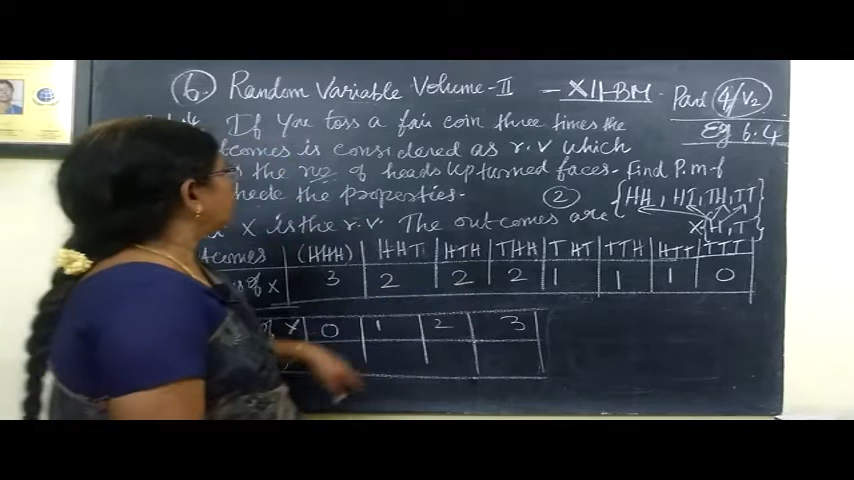 6. Random Variable Volume-II - XII-BM - Part 4/V2
If you toss a fair coin three times the Eg 6.4
comes is considered as r.v which
the no of heads upturned faces. Find P.m.f
the properties.
2 {HH, HT, TH, TT}
X is the r.v. The outcomes are X {H, T}
comes (HHH) HHT HTH THH THT TTH HTT TTT
of X 3 2 2 2 1 1 1 0
X 0 1 2 3